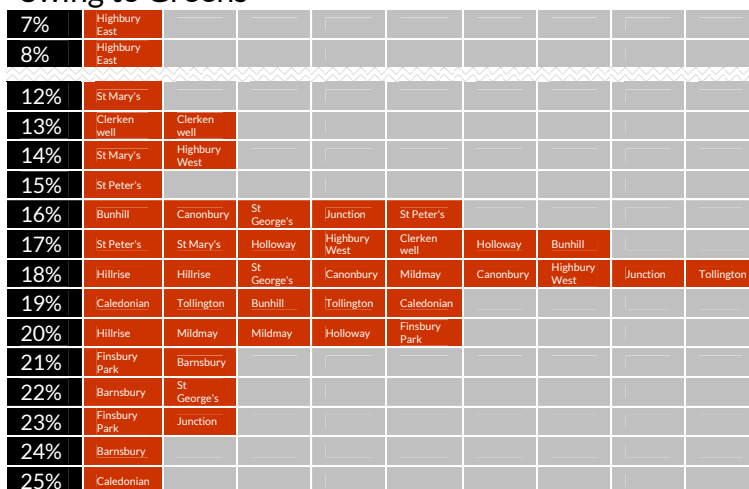 owing to Greens
7% Highbury East
8% Highbury East
12% St Mary's
13% Clerken well Clerken well
14% St Mary's Highbury West
15% St Peter's
16% Bunhill Canonbury St George's Junction St Peter's
17% St Peter's St Mary's Holloway Highbury West Clerken well Holloway Bunhill
18% Hillrise Hillrise St George's Canonbury Mildmay Canonbury Highbury West Junction Tollington
19% Caledonian Tollington Bunhill Tollington Caledonian
20% Hillrise Mildmay Mildmay Holloway Finsbury Park
21% Finsbury Park Barnsbury
22% Barnsbury St George's
23% Finsbury Park Junction
24% Barnsbury
25% Caledonian